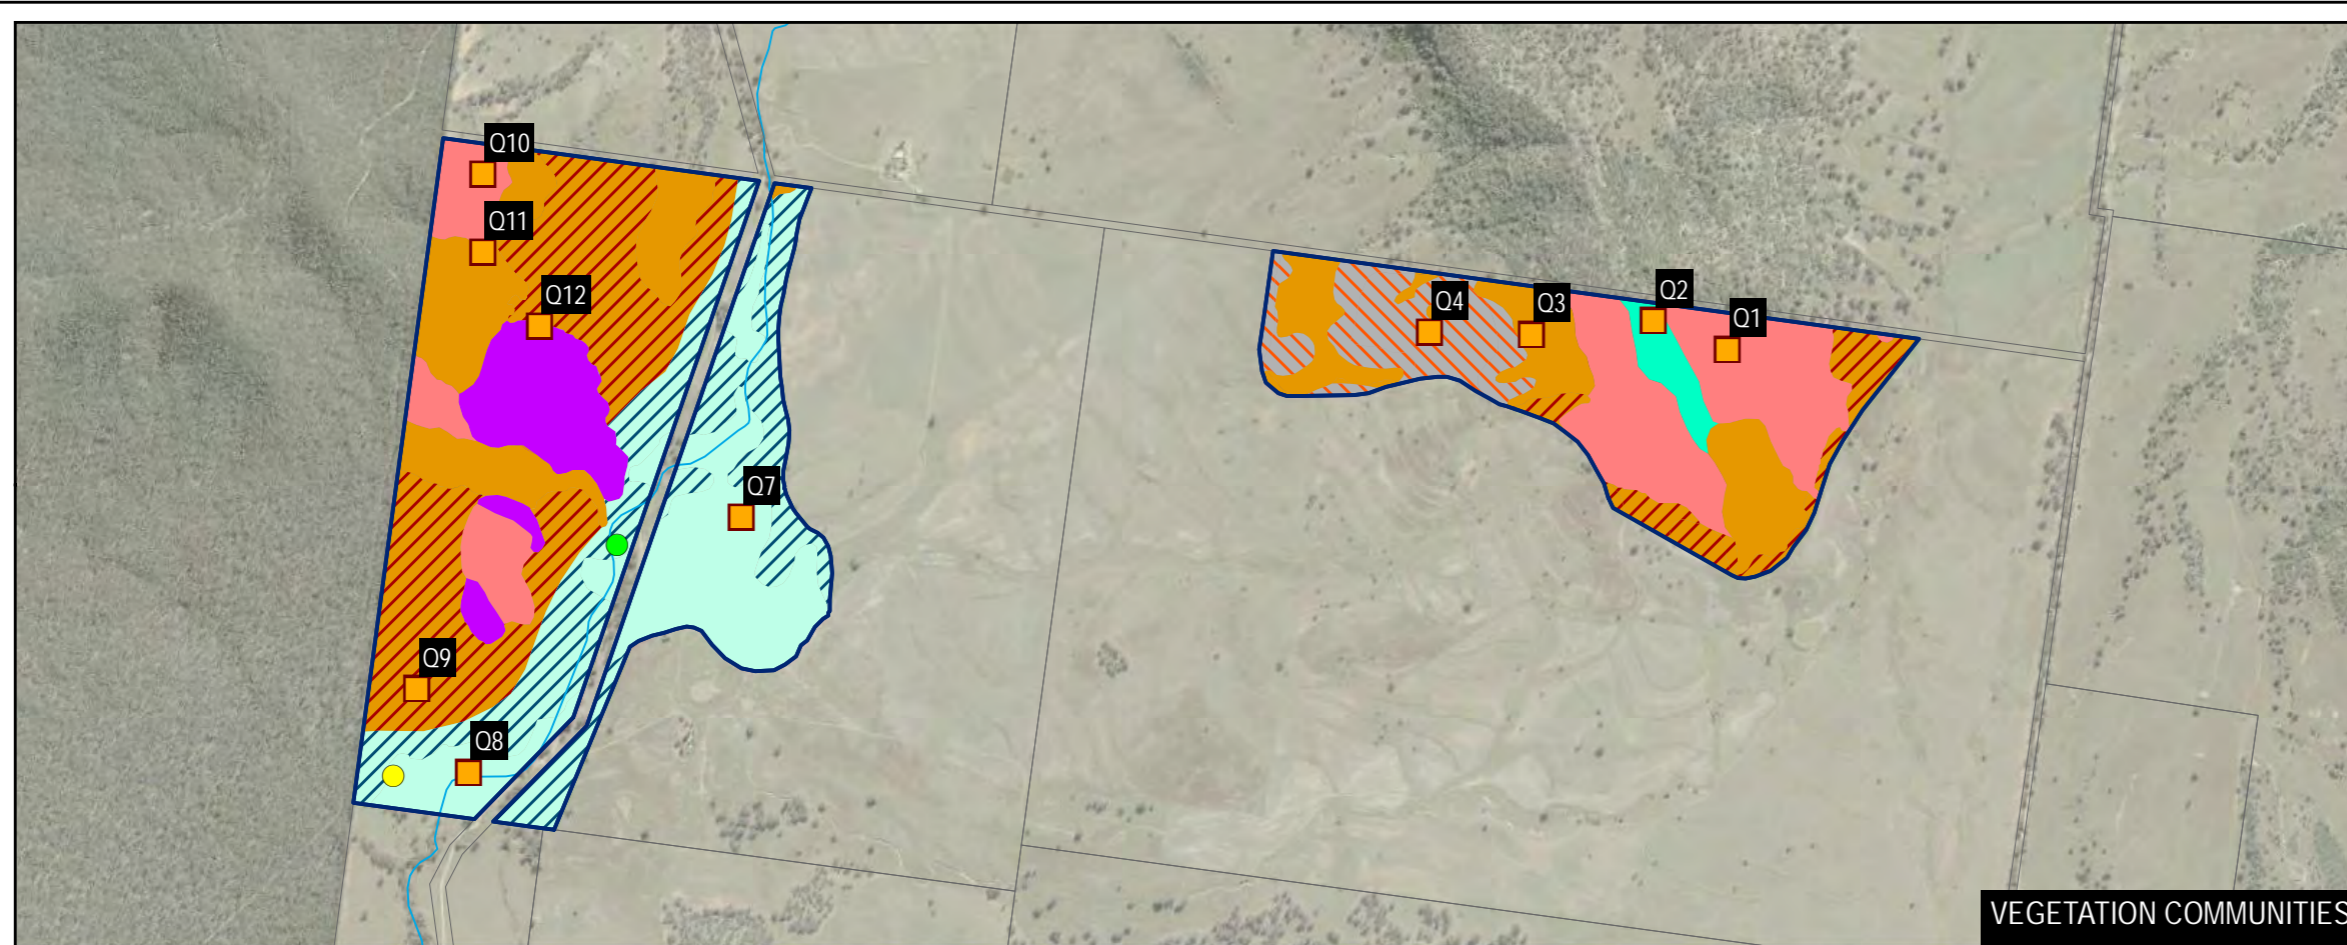 Q10
Q11
Q12
Q2
Q4
Q3
Q1
Q7
Q9
Q8
VEGETATION COMMUNITIES